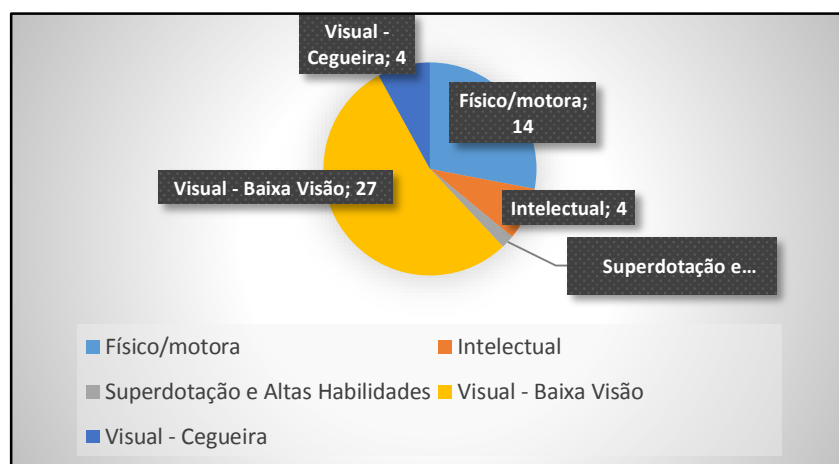 Visual -
Cegueira; 4
Físico/motora;
14
Visual - Baixa Visão; 27
Intelectual; 4
Superdotação e...
Físico/motora
Intelectual
Superdotação e Altas Habilidades
Visual - Baixa Visão
Visual - Cegueira